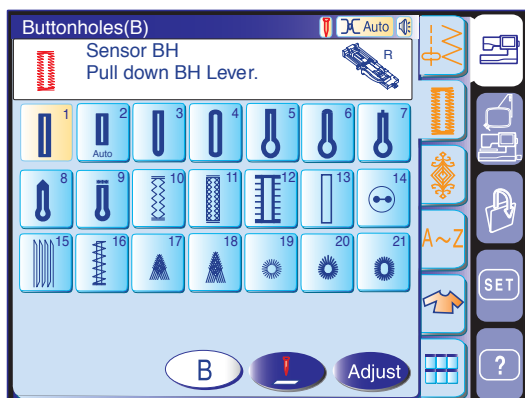 Buttonholes(B) Auto
Sensor BH R
Pull down BH Lever.
1 2 3 4 5 6 7
Auto
8 9 10 11 12 13 14
15 16 17 18 19 20 21
A~Z
SET
B Adjust ?